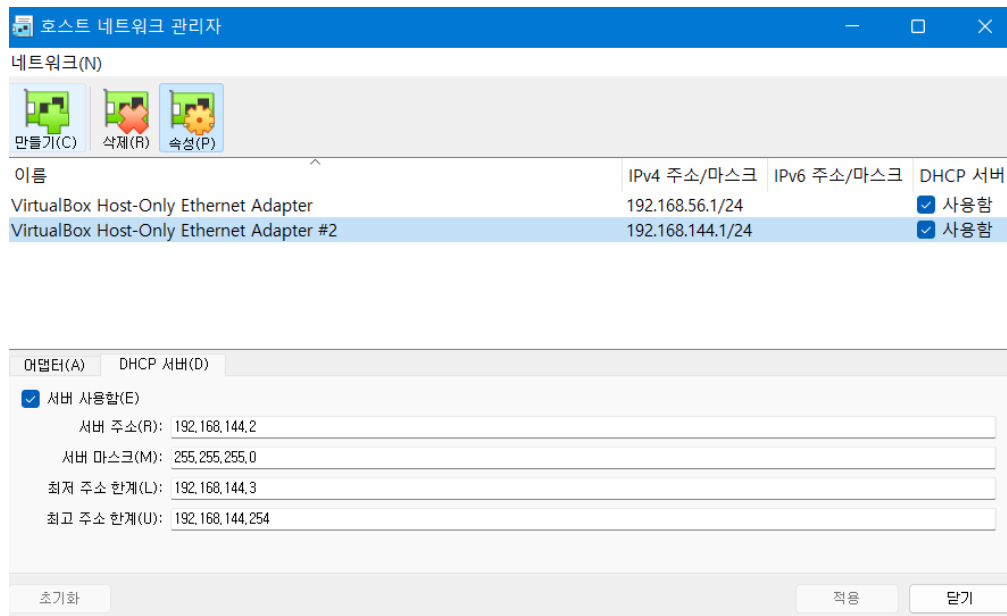 호스트 네트워크 관리자
네트워크(N)
만들기(C) 삭제(R) 속성(P)
이름 IPv4 주소/마스크 IPv6 주소/마스크 DHCP 서버
VirtualBox Host-Only Ethernet Adapter 192.168.56.1/24 사용함
VirtualBox Host-Only Ethernet Adapter #2 192.168.144.1/24 사용함
어댑터(A) DHCP 서버(D)
서버 사용함(E)
서버 주소(R): 192,168,144,2
서버 마스크(M): 255,255,255,0
최저 주소 한계(L): 192,168,144,3
최고 주소 한계(U): 192,168,144,254
초기화 적용 닫기